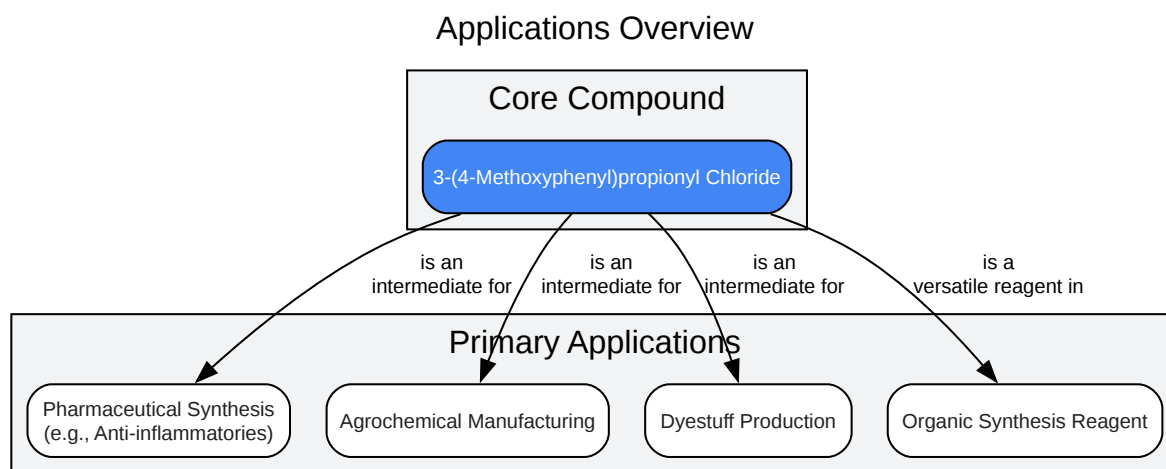 Applications Overview
Core Compound
3-(4-Methoxyphenyl)propionyl Chloride
is an
intermediate for
is an
intermediate for
is an
intermediate for
is a
versatile reagent in
Primary Applications
Pharmaceutical Synthesis
(e.g., Anti-inflammatories)
Agrochemical Manufacturing
Dyestuff Production
Organic Synthesis Reagent